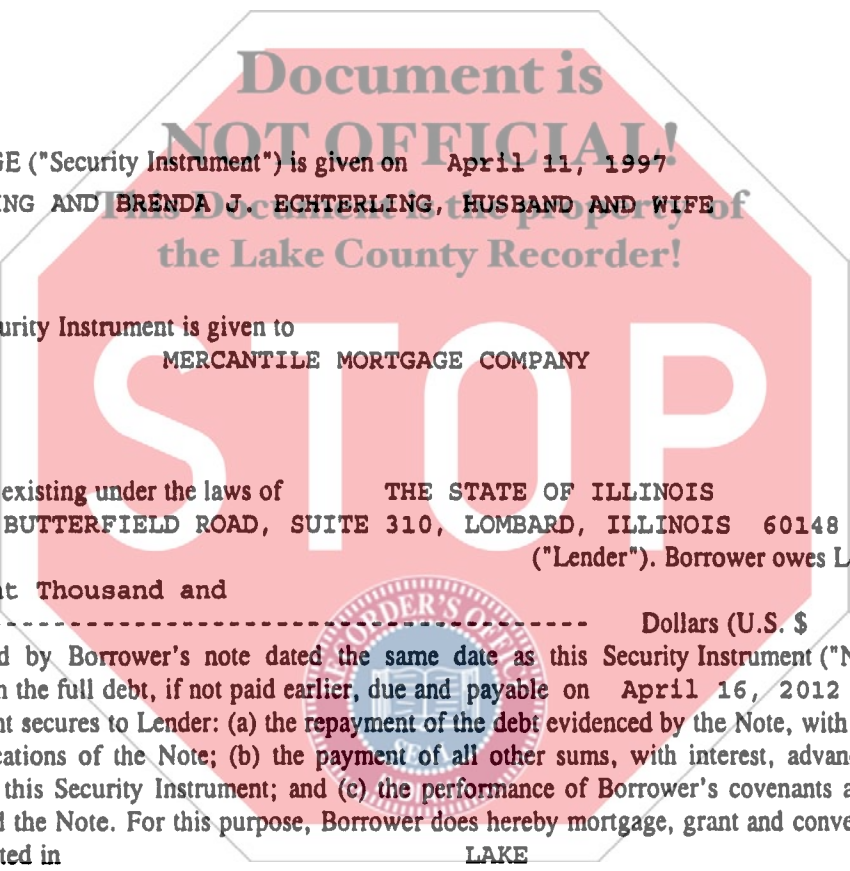 Document is
NOT OFFICIAL!
GE ("Security Instrument") is given on April 11, 1997
ING AND BRENDA J. ECHTERLING, HUSBAND AND WIFE
This Document is the property of
the Lake County Recorder!
urity Instrument is given to
MERCANTILE MORTGAGE COMPANY
STOP
existing under the laws of THE STATE OF ILLINOIS
BUTTERFIELD ROAD, SUITE 310, LOMBARD, ILLINOIS 60148
("Lender"). Borrower owes L
nt Thousand and
------------------------------------------------ Dollars (U.S. $
d by Borrower's note dated the same date as this Security Instrument ("N
h the full debt, if not paid earlier, due and payable on April 16, 2012
nt secures to Lender: (a) the repayment of the debt evidenced by the Note, with
cations of the Note; (b) the payment of all other sums, with interest, advan
this Security Instrument; and (c) the performance of Borrower's covenants a
d the Note. For this purpose, Borrower does hereby mortgage, grant and conve
ted in LAKE
RECORDER'S OFFICE
SEAL